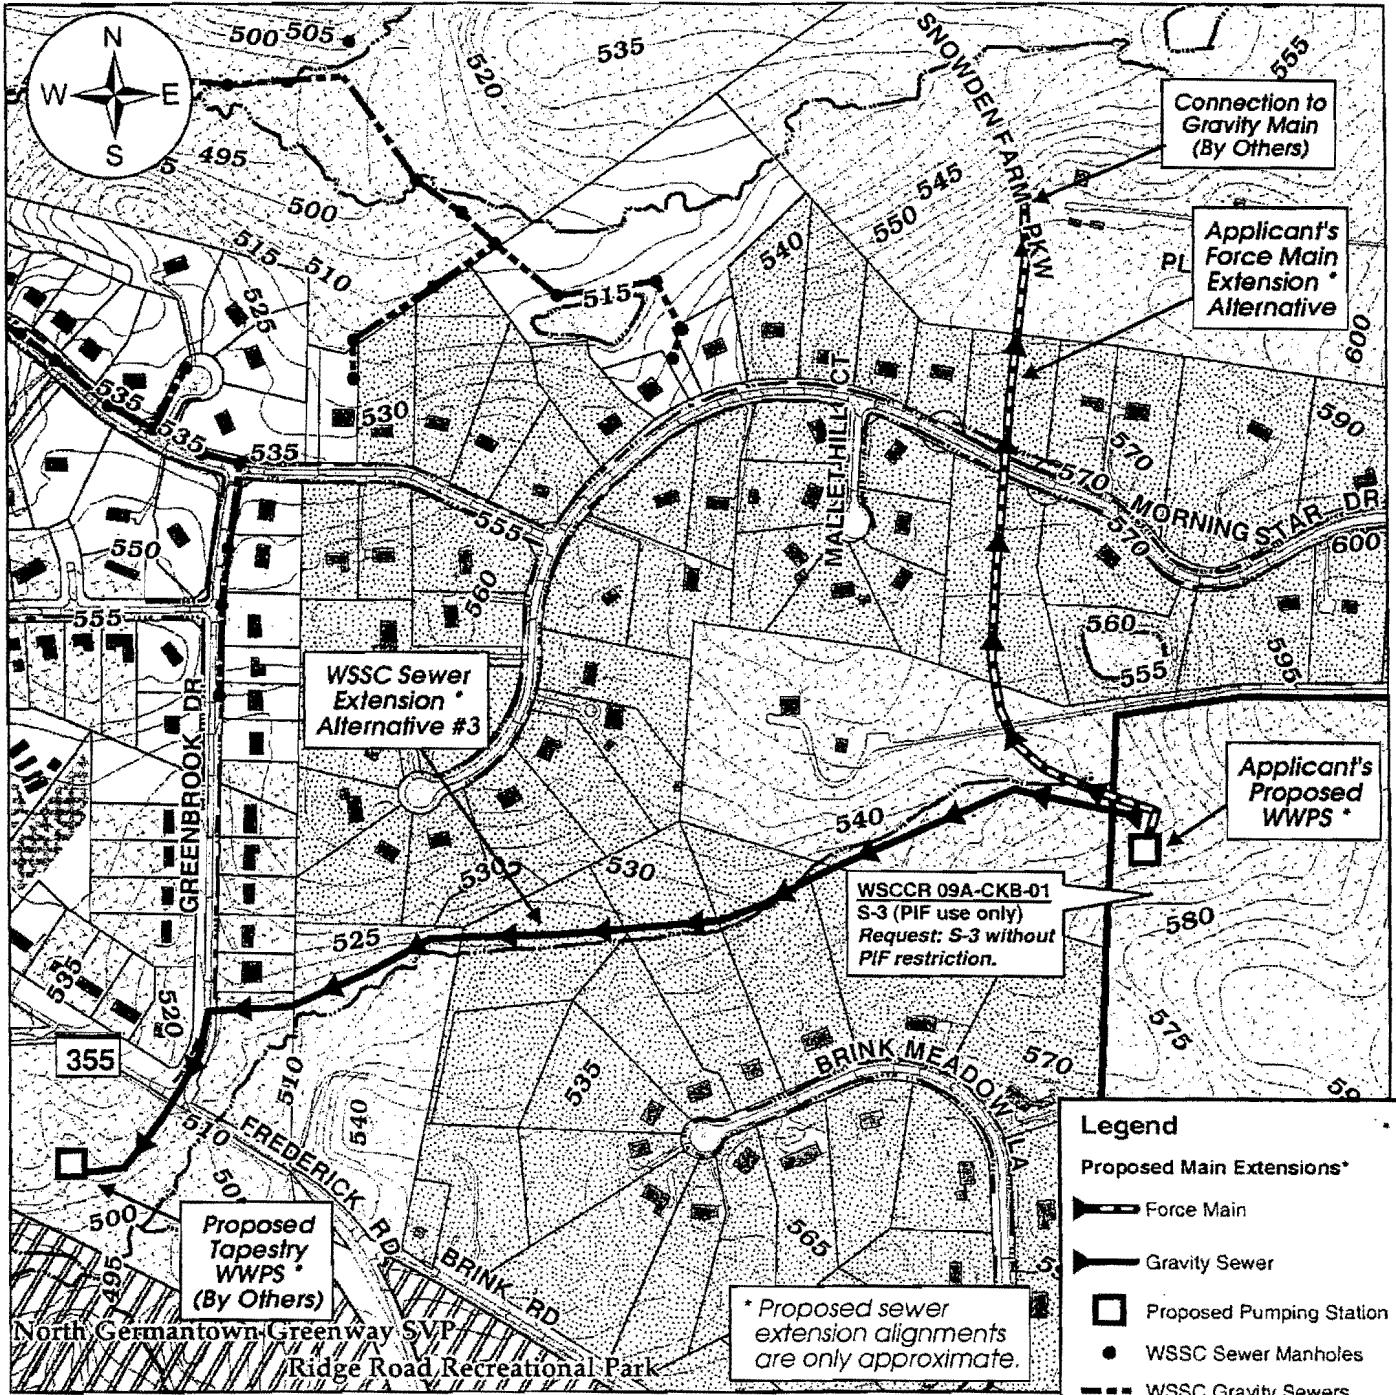 N
W E
S
500 505
535
520
555
SNOWDEN FARM PKW
Connection to
Gravity Main
(By Others)
495
500
545
550
540
515
510
525
515
PL
Applicant's
Force Main
Extension *
Alternative
600
535
535
535
530
MALLET HILL CT
590
570
570
MORNING STAR DR
570
600
555
550
560
555
560
555
595
WSSC Sewer
Extension *
Alternative #3
GREENBROOK DR
Applicant's
Proposed
WWPS *
540
530
530
WSCCR 09A-CKB-01
S-3 (PIF use only)
Request: S-3 without
PIF restriction.
580
525
535
520
575
355
510
535
BRINK MEADOW LA
570
540
510
FREDERICK RD
500
495
Proposed
Tapestry
WWPS *
(By Others)
BRINK RD
565
* Proposed sewer
extension alignments
are only approximate.
North Germantown Greenway SVP
Ridge Road Recreational Park
Legend
Proposed Main Extensions*
Force Main
Gravity Sewer
Proposed Pumping Station
WSSC Sewer Manholes
WSSC Gravity Sewers